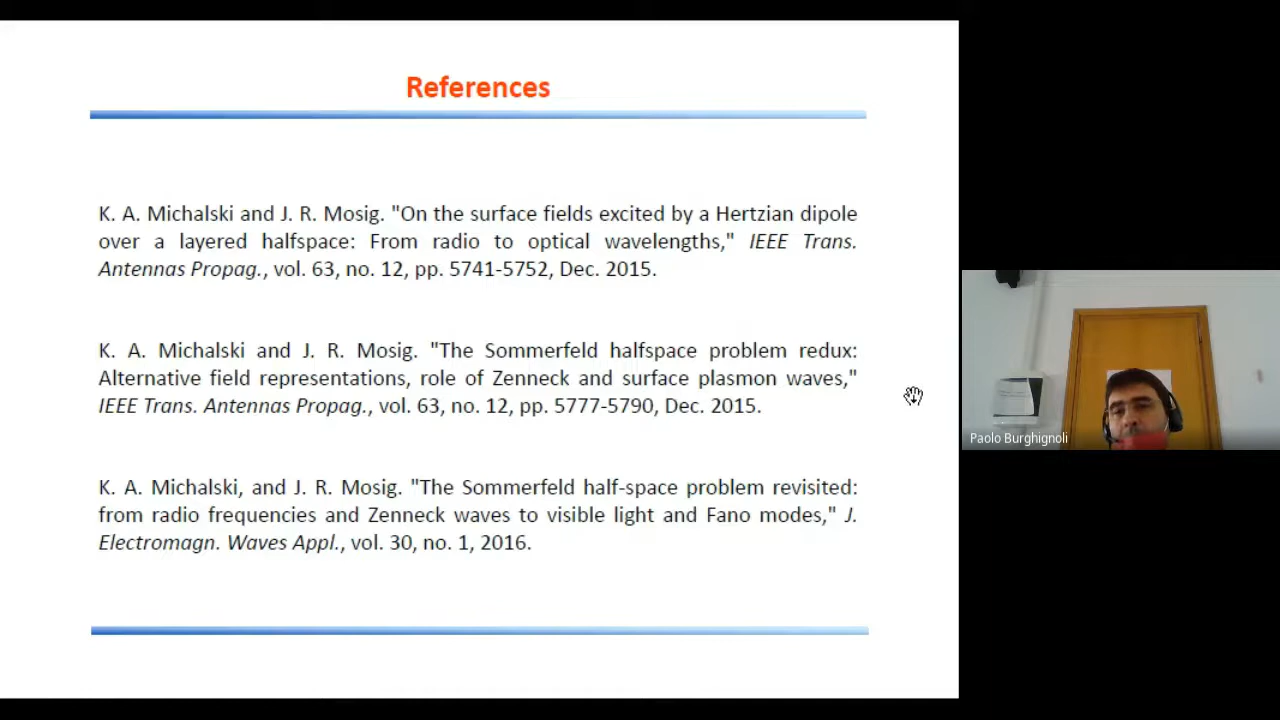 References
K. A. Michalski and J. R. Mosig. "On the surface fields excited by a Hertzian dipole
over a layered halfspace: From radio to optical wavelengths," IEEE Trans.
Antennas Propag., vol. 63, no. 12, pp. 5741-5752, Dec. 2015.
K. A. Michalski and J. R. Mosig. "The Sommerfeld halfspace problem redux:
Alternative field representations, role of Zenneck and surface plasmon waves,"
IEEE Trans. Antennas Propag., vol. 63, no. 12, pp. 5777-5790, Dec. 2015.
K. A. Michalski, and J. R. Mosig. "The Sommerfeld half-space problem revisited:
from radio frequencies and Zenneck waves to visible light and Fano modes," J.
Electromagn. Waves Appl., vol. 30, no. 1, 2016.
Paolo Burghignoli